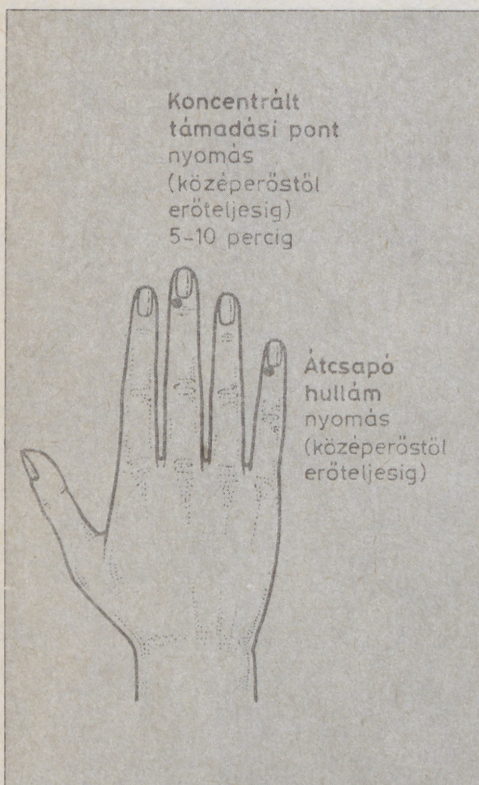 Koncentrált
támadási pont
nyomás
(középerőstől
erőteljesig)
5-10 percig
Átcsapó
hullám
nyomás
(középerőstől
erőteljesig)